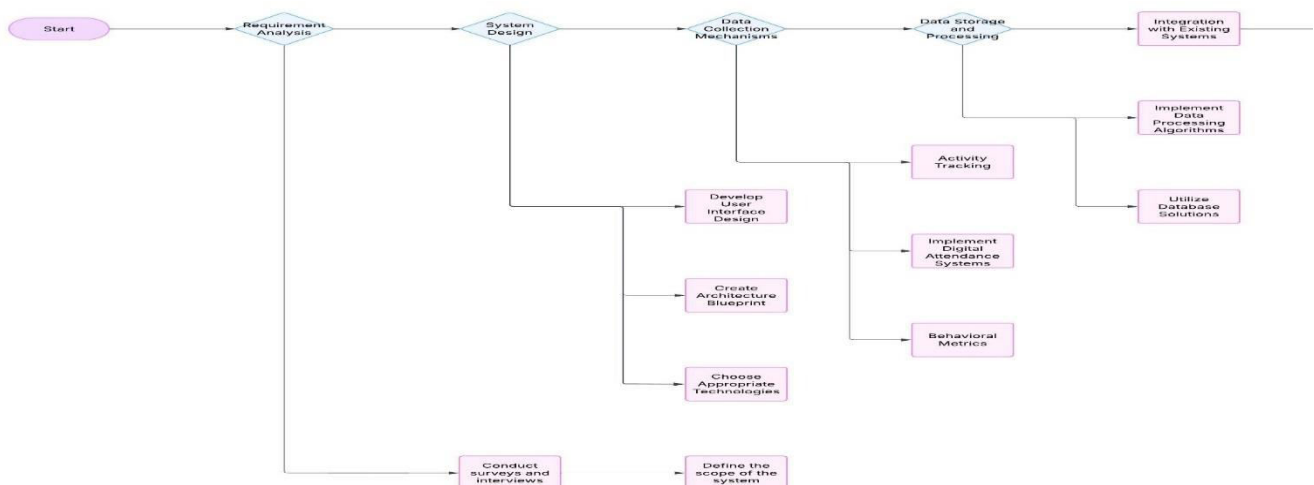 Start
Requirement
Analysis
System
Design
Data
Collection
Mechanisms
Data Storage
and
Processing
Integration
with Existing
Systems
Implement
Data
Processing
Algorithms
Activity
Tracking
Develop
User
Interface
Design
Utilize
Database
Solutions
Implement
Digital
Attendance
Systems
Create
Architecture
Blueprint
Behavioral
Metrics
Choose
Appropriate
Technologies
Conduct
surveys and
interviews
Define the
scope of the
system